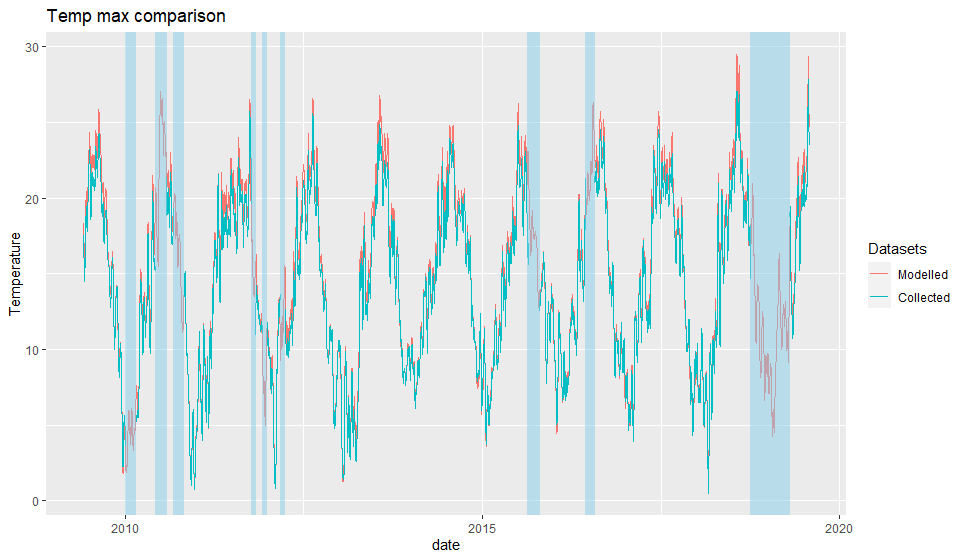 Temp max comparison
30
20
10
0
Temperature
2010
2015
2020
date
Datasets
Modelled
Collected